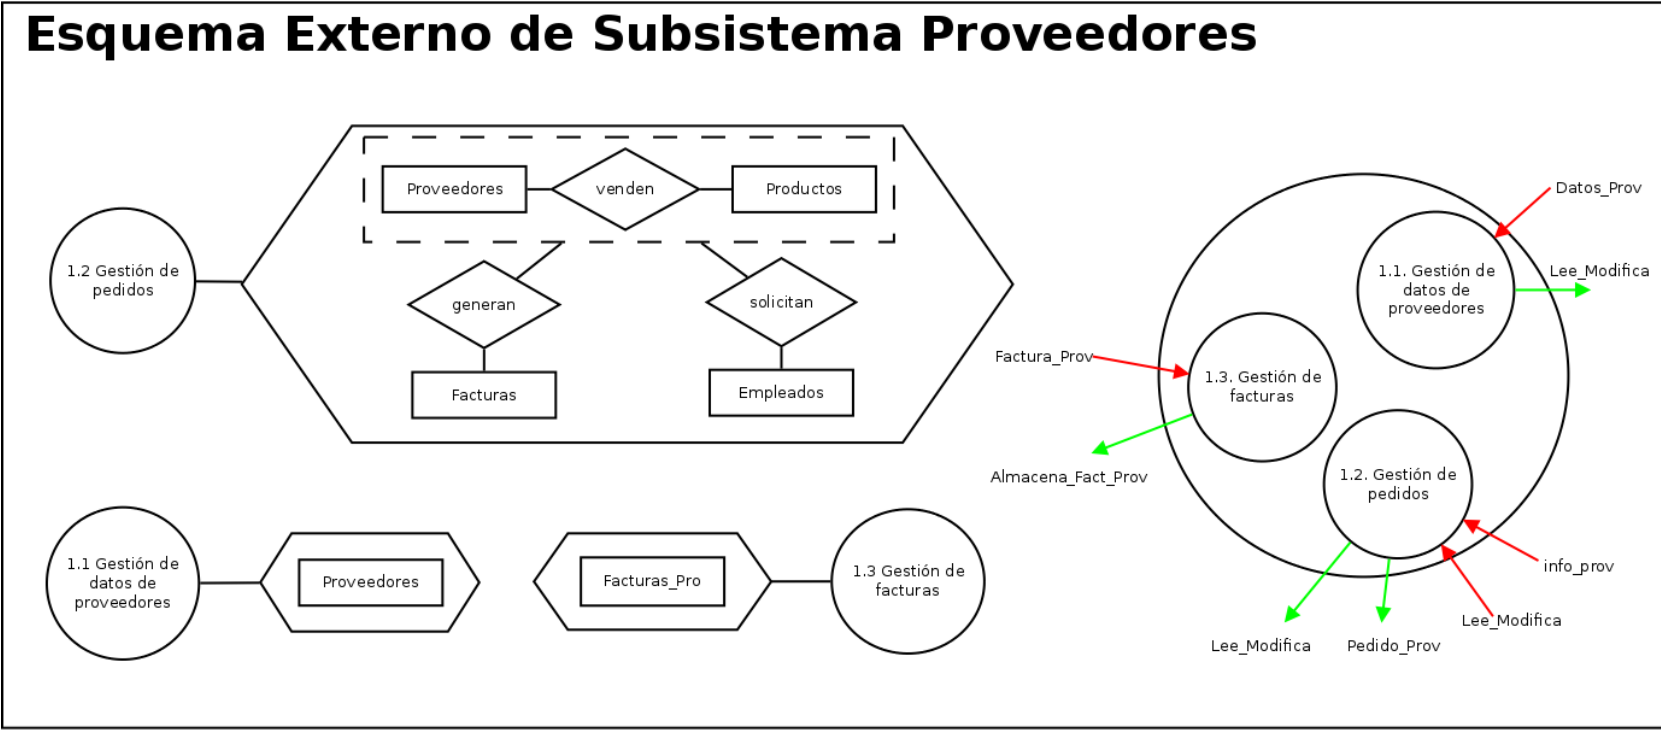 Esquema Externo de Subsistema Proveedores
Proveedores
venden
Productos
1.2 Gestión de
pedidos
generan
solicitan
Facturas
Empleados
1.1 Gestión de
datos de
proveedores
Proveedores
Facturas_Pro
1.3 Gestión de
facturas
Datos_Prov
1.1. Gestión de
datos de
proveedores
Lee_Modifica
Factura_Prov
1.3. Gestión de
facturas
Almacena_Fact_Prov
1.2. Gestión de
pedidos
info_prov
Lee_Modifica
Lee_Modifica
Pedido_Prov